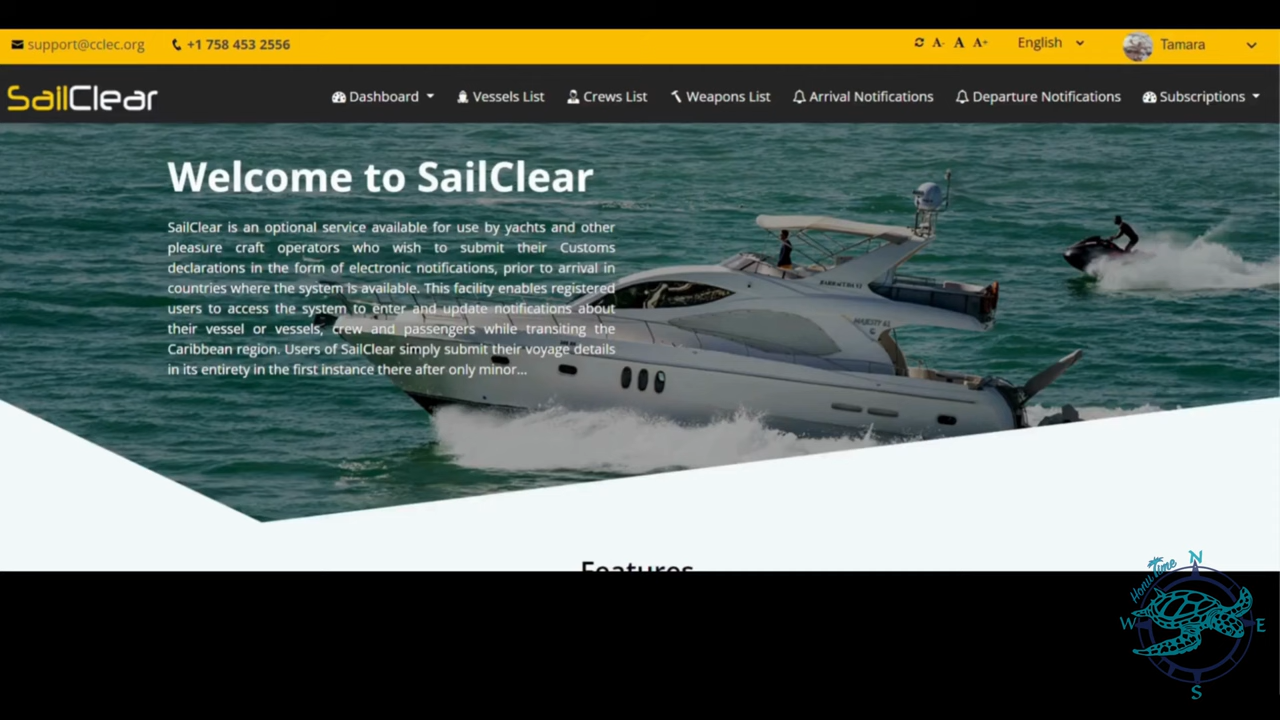 support@cclec.org +1 758 453 2556 A- A A+ English Tamara
SailClear Dashboard Vessels List Crews List Weapons List Arrival Notifications Departure Notifications Subscriptions
Welcome to SailClear
SailClear is an optional service available for use by yachts and other
pleasure craft operators who wish to submit their Customs
declarations in the form of electronic notifications, prior to arrival in
countries where the system is available. This facility enables registered
users to access the system to enter and update notifications about
their vessel or vessels, crew and passengers while transiting the
Caribbean region. Users of SailClear simply submit their voyage details
in its entirety in the first instance there after only minor...
Features
Honu Time
N
W E
S